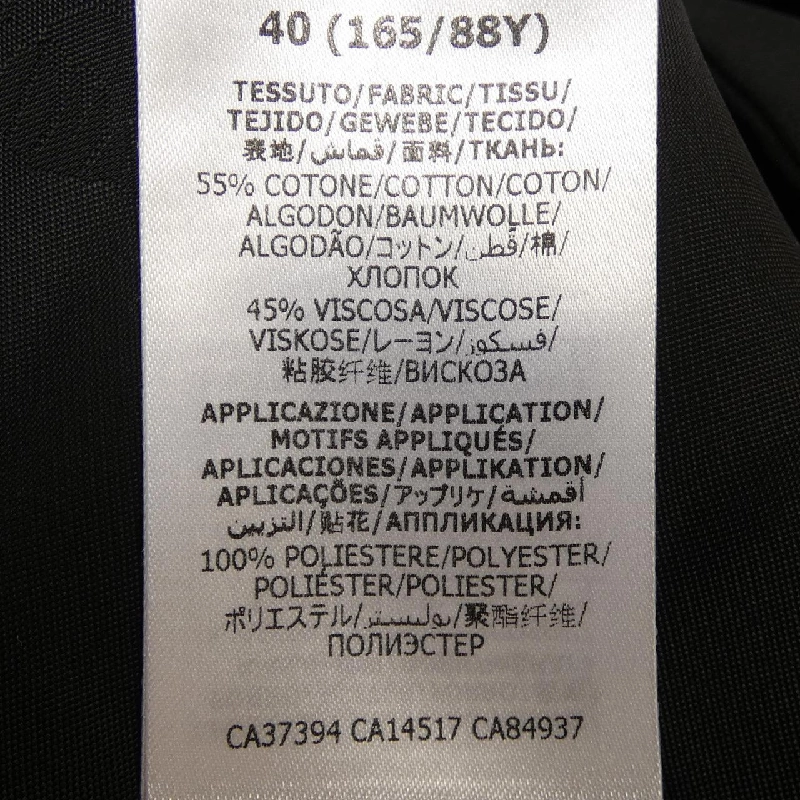 40 (165/88Y)
TESSUTO/FABRIC/TISSU/
TEJIDO/GEWEBE/TECIDO/
表地/قماش/面料/ТКАНЬ:
55% COTONE/COTTON/COTON/
ALGODON/BAUMWOLLE/
ALGODÃO/コットン/قطن/棉/
ХЛОПОК
45% VISCOSA/VISCOSE/
VISKOSE/レーヨン/فسكوز/
粘胶纤维/ВИСКОЗА
APPLICAZIONE/APPLICATION/
MOTIFS APPLIQUÉS/
APLICACIONES/APPLIKATION/
APLICAÇÕES/アップリケ/أقمشة
التزيين/贴花/АППЛИКАЦИЯ:
100% POLIESTERE/POLYESTER/
POLIÉSTER/POLIESTER/
ポリエステル/بوليستر/聚酯纤维/
ПОЛИЭСТЕР
CA37394 CA14517 CA84937